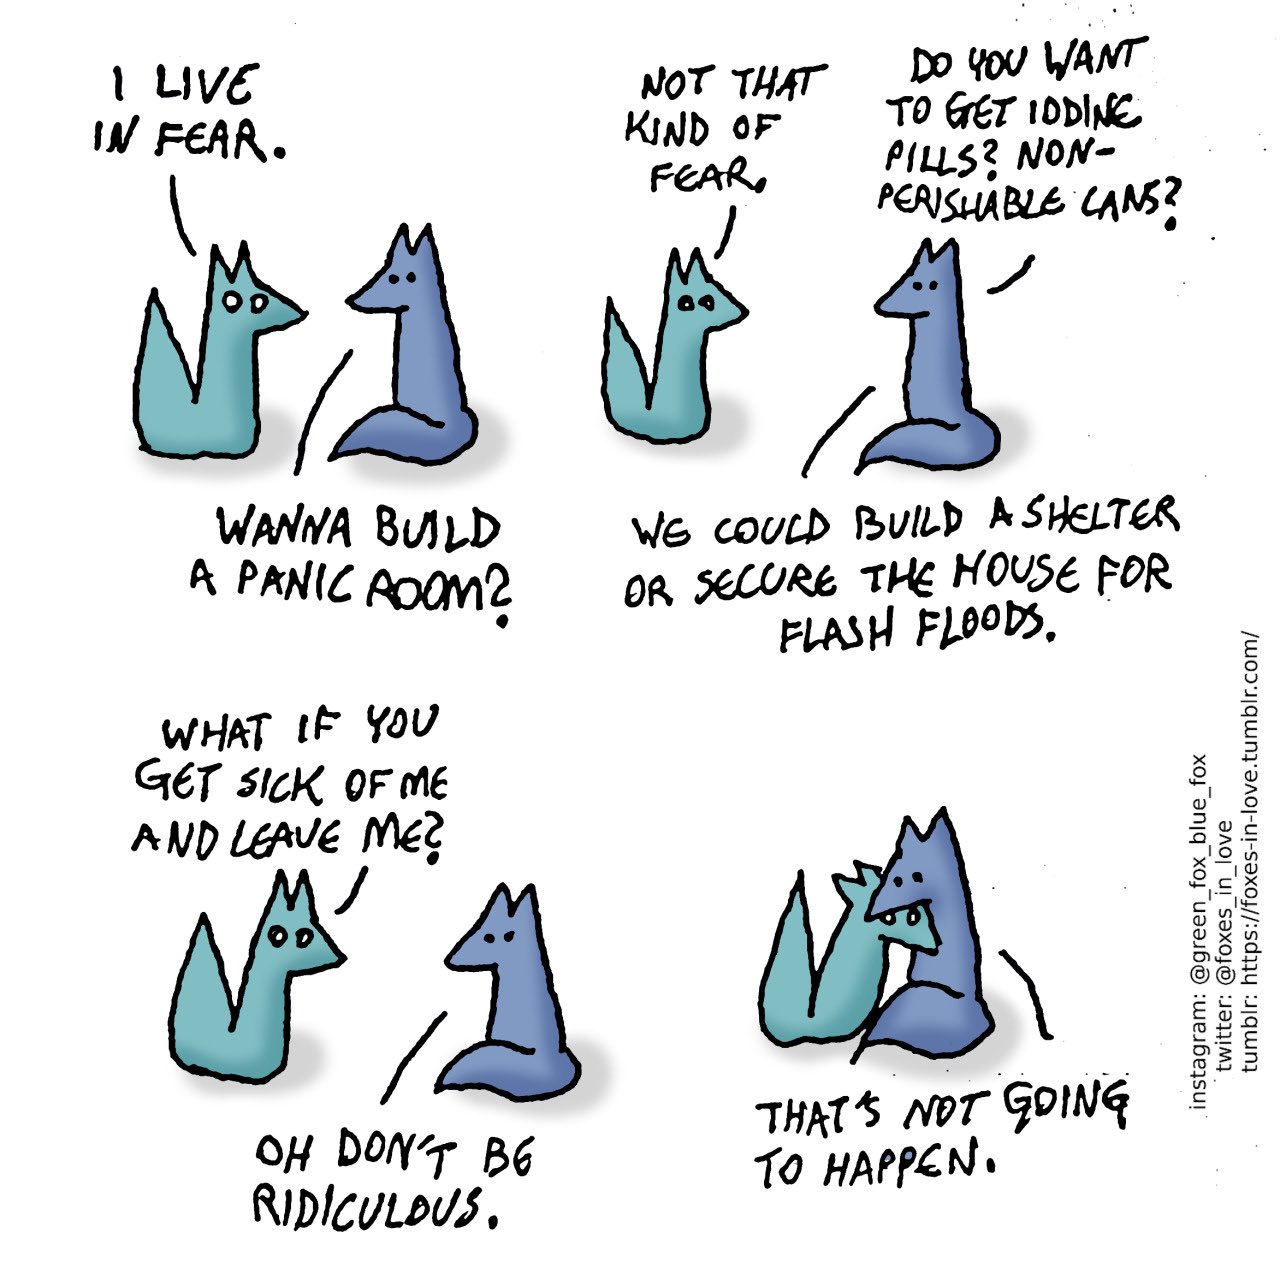 I LIVE
IN FEAR.
WANNA BUILD
A PANIC ROOM?
NOT THAT
KIND OF
FEAR.
DO YOU WANT
TO GET IODINE
PILLS? NON-
PERISHABLE CANS?
WE COULD BUILD A SHELTER
OR SECURE THE HOUSE FOR
FLASH FLOODS.
WHAT IF YOU
GET SICK OF ME
AND LEAVE ME?
OH DON'T BE
RIDICULOUS.
THAT'S NOT GOING
TO HAPPEN.
instagram: @green_fox_blue_fox
twitter: @foxes_in_love
tumblr: https://foxes-in-love.tumblr.com/